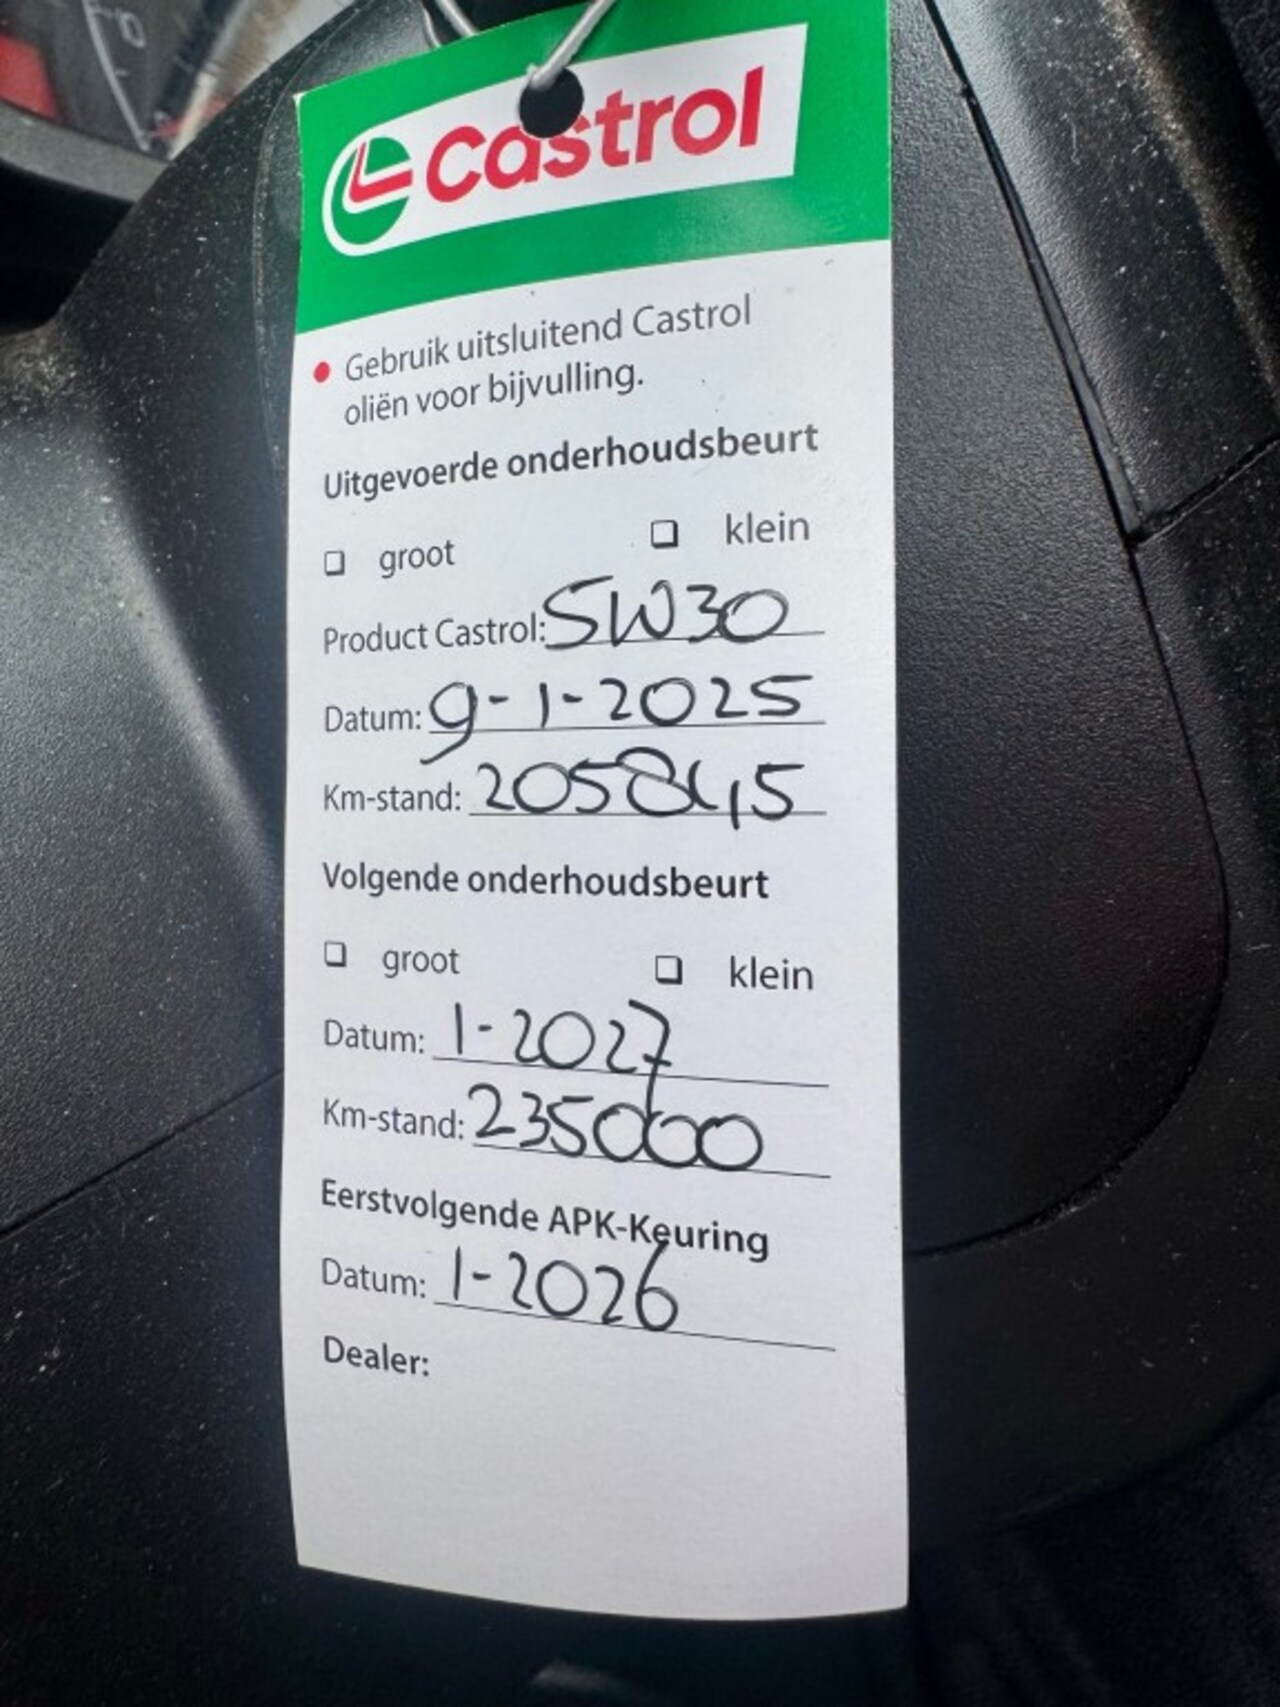 Castrol
• Gebruik uitsluitend Castrol
oliën voor bijvulling.
Uitgevoerde onderhoudsbeurt
❏ groot ❏ klein
Product Castrol: 5W30
Datum: 9-1-2025
Km-stand: 205845
Volgende onderhoudsbeurt
❏ groot ❏ klein
Datum: 1-2027
Km-stand: 235000
Eerstvolgende APK-Keuring
Datum: 1-2026
Dealer: